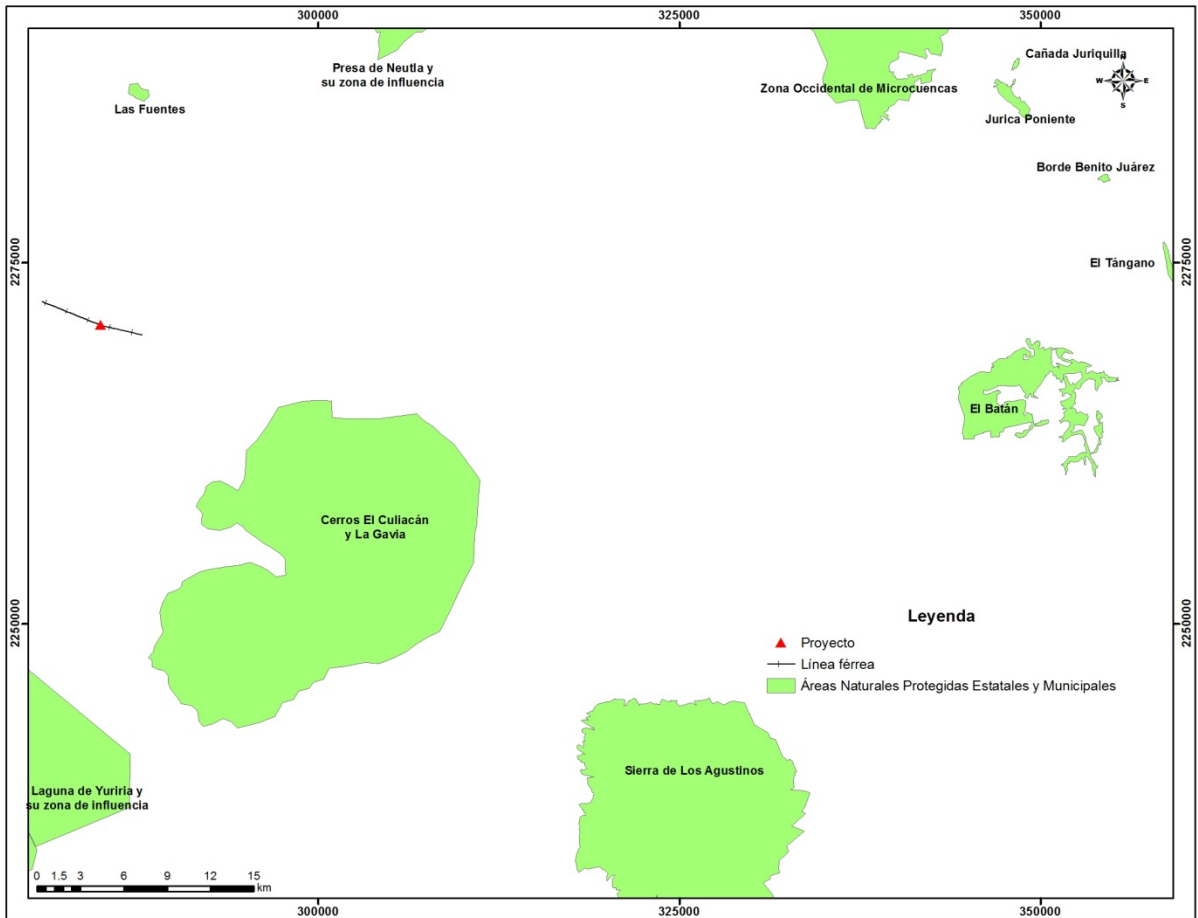 300000
325000
350000
Cañada Juriquilla
Presa de Neutla y
su zona de influencia
Zona Occidental de Microcuencas
N
W
E
S
Las Fuentes
Jurica Poniente
Borde Benito Juárez
2275000
El Tángano
2275000
El Batán
Cerros El Culiacán
y La Gavia
2250000
Leyenda
2250000
Proyecto
Línea férrea
Áreas Naturales Protegidas Estatales y Municipales
Sierra de Los Agustinos
Laguna de Yuriria y
su zona de influencia
0 1.5 3 6 9 12 15
km
300000
325000
350000